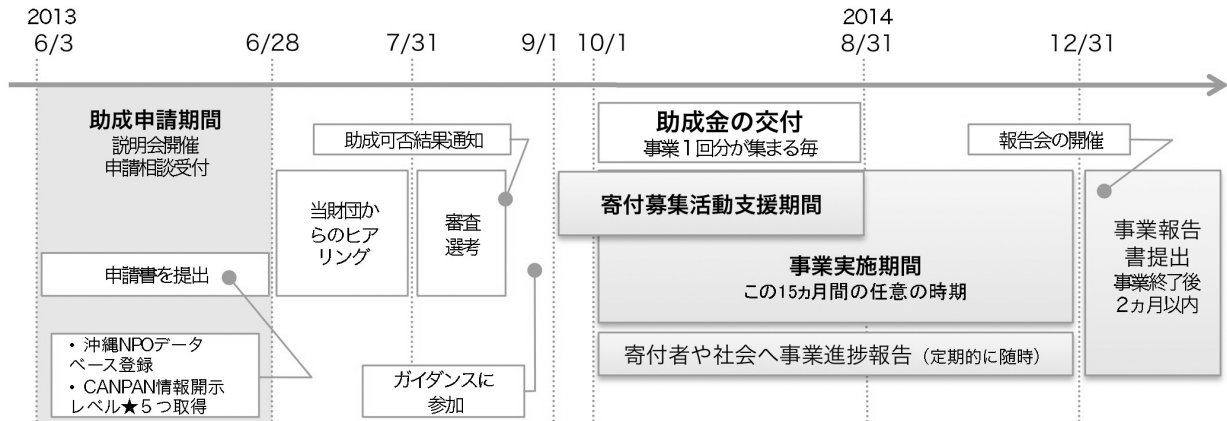 2013
6/3
6/28
7/31
9/1
10/1
2014
8/31
12/31
助成申請期間
説明会開催
申請相談受付
助成可否結果通知
助成金の交付
事業1回分が集まる毎
報告会の開催
当財団か
らのヒア
リング
審査
選考
寄付募集活動支援期間
事業実施期間
この15ヵ月間の任意の時期
事業報告
書提出
事業終了後
2ヵ月以内
申請書を提出
・沖縄NPOデータ
ベース登録
・CANPAN情報開示
レベル★5つ取得
ガイダンスに
参加
寄付者や社会へ事業進捗報告（定期的に随時）